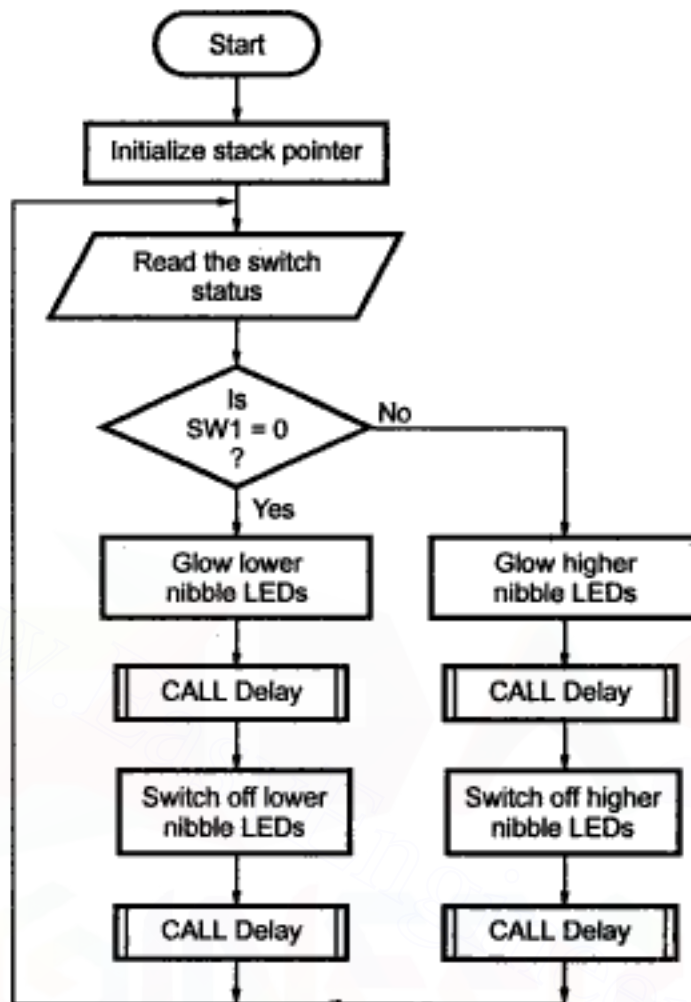 Start
Initialize stack pointer
Read the switch
status
Is
SW1 = 0
?
No
Yes
Glow lower
nibble LEDs
Glow higher
nibble LEDs
CALL Delay
CALL Delay
Switch off lower
nibble LEDs
Switch off higher
nibble LEDs
CALL Delay
CALL Delay